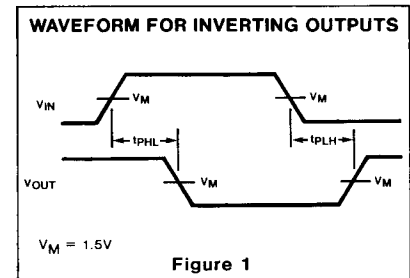 WAVEFORM FOR INVERTING OUTPUTS
VIN
VM
VM
tPHL
tPLH
VOUT
VM
VM
VM = 1.5V
Figure 1